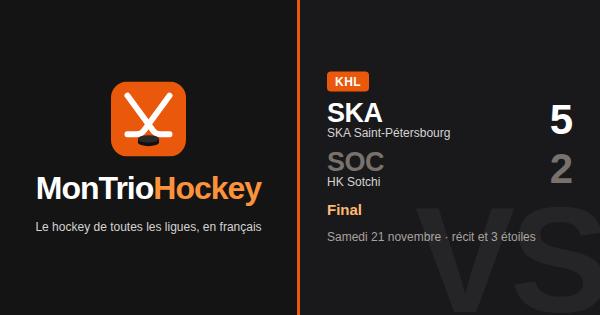 MonTrioHockey
Le hockey de toutes les ligues, en français
KHL
SKA 5
SKA Saint-Pétersbourg
SOC 2
HK Sotchi
Final
Samedi 21 novembre · récit et 3 étoiles
VS